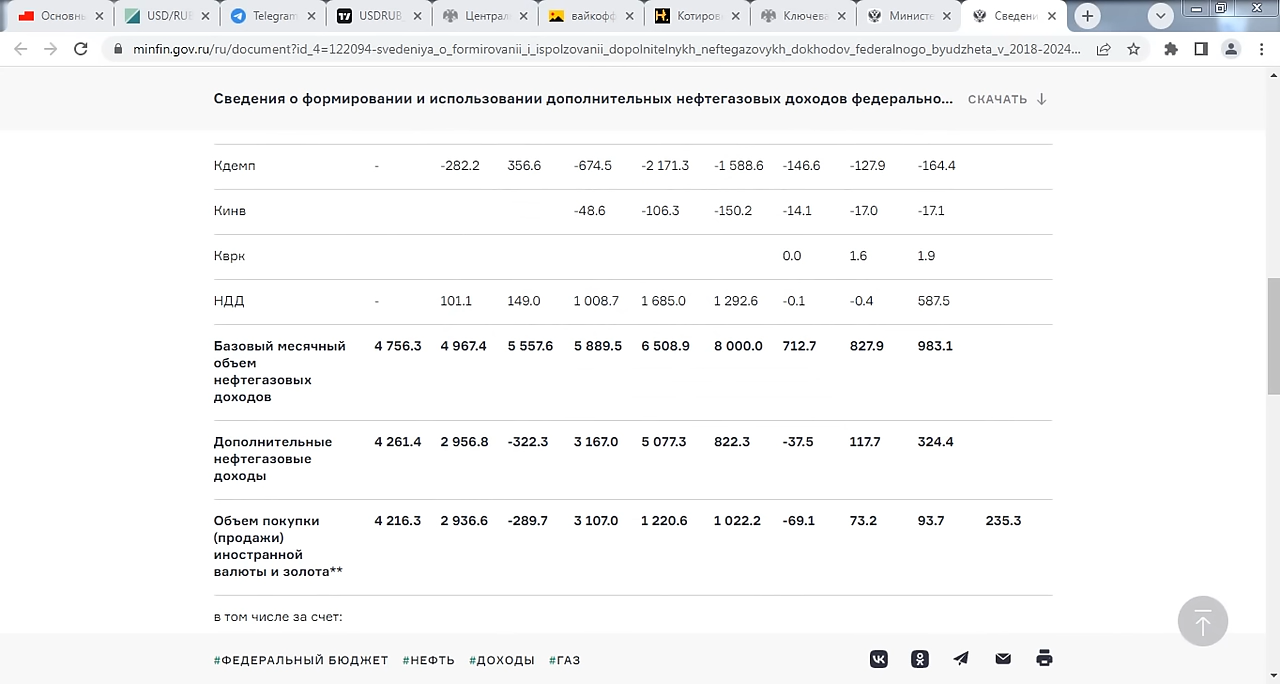 Основнь
USD/RUE
Telegram
USDRU
Централ
вайкофф
Котиров
Ключева
Министе
Сведени
minfin.gov.ru/ru/document?id_4=122094-svedeniya_o_formirovanii_i_ispolzovanii_dopolnitelnykh_neftegazovykh_dokhodov_federalnogo_byudzheta_v_2018-2024...
Сведения о формировании и использовании дополнительных нефтегазовых доходов федерально... СКАЧАТЬ
Кдемп - -282.2 356.6 -674.5 -2 171.3 -1 588.6 -146.6 -127.9 -164.4
Кинв -48.6 -106.3 -150.2 -14.1 -17.0 -17.1
Кврк 0.0 1.6 1.9
НДД - 101.1 149.0 1 008.7 1 685.0 1 292.6 -0.1 -0.4 587.5
Базовый месячный 4 756.3 4 967.4 5 557.6 5 889.5 6 508.9 8 000.0 712.7 827.9 983.1
объем
нефтегазовых
доходов
Дополнительные 4 261.4 2 956.8 -322.3 3 167.0 5 077.3 822.3 -37.5 117.7 324.4
нефтегазовые
доходы
Объем покупки 4 216.3 2 936.6 -289.7 3 107.0 1 220.6 1 022.2 -69.1 73.2 93.7 235.3
(продажи)
иностранной
валюты и золота**
в том числе за счет:
#ФЕДЕРАЛЬНЫЙ БЮДЖЕТ #НЕФТЬ #ДОХОДЫ #ГАЗ